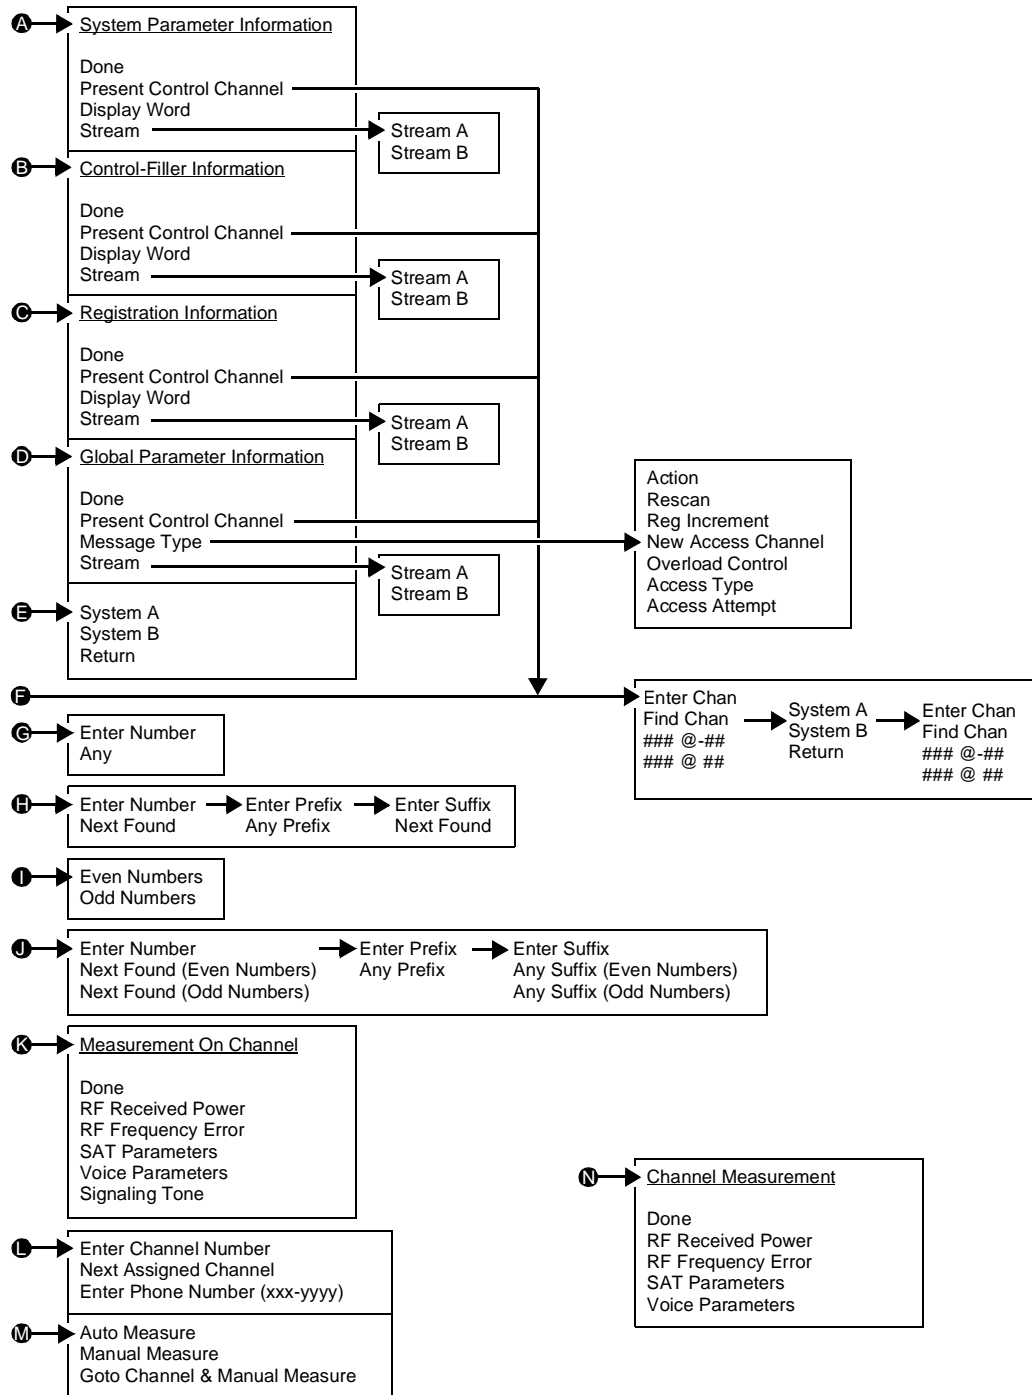 A System Parameter Information
Done
Present Control Channel
Display Word
Stream
Stream A
Stream B
B Control-Filler Information
Done
Present Control Channel
Display Word
Stream
Stream A
Stream B
C Registration Information
Done
Present Control Channel
Display Word
Stream
Stream A
Stream B
D Global Parameter Information
Done
Present Control Channel
Message Type
Stream
Stream A
Stream B
Action
Rescan
Reg Increment
New Access Channel
Overload Control
Access Type
Access Attempt
E System A
System B
Return
F
Enter Chan
Find Chan
### @-##
### @ ##
System A
System B
Return
Enter Chan
Find Chan
### @-##
### @ ##
G Enter Number
Any
H Enter Number Enter Prefix Enter Suffix
Next Found Any Prefix Next Found
I Even Numbers
Odd Numbers
J Enter Number Enter Prefix Enter Suffix
Next Found (Even Numbers) Any Prefix Any Suffix (Even Numbers)
Next Found (Odd Numbers) Any Suffix (Odd Numbers)
K Measurement On Channel
Done
RF Received Power
RF Frequency Error
SAT Parameters
Voice Parameters
Signaling Tone
N Channel Measurement
Done
RF Received Power
RF Frequency Error
SAT Parameters
Voice Parameters
L Enter Channel Number
Next Assigned Channel
Enter Phone Number (xxx-yyyy)
M Auto Measure
Manual Measure
Goto Channel & Manual Measure